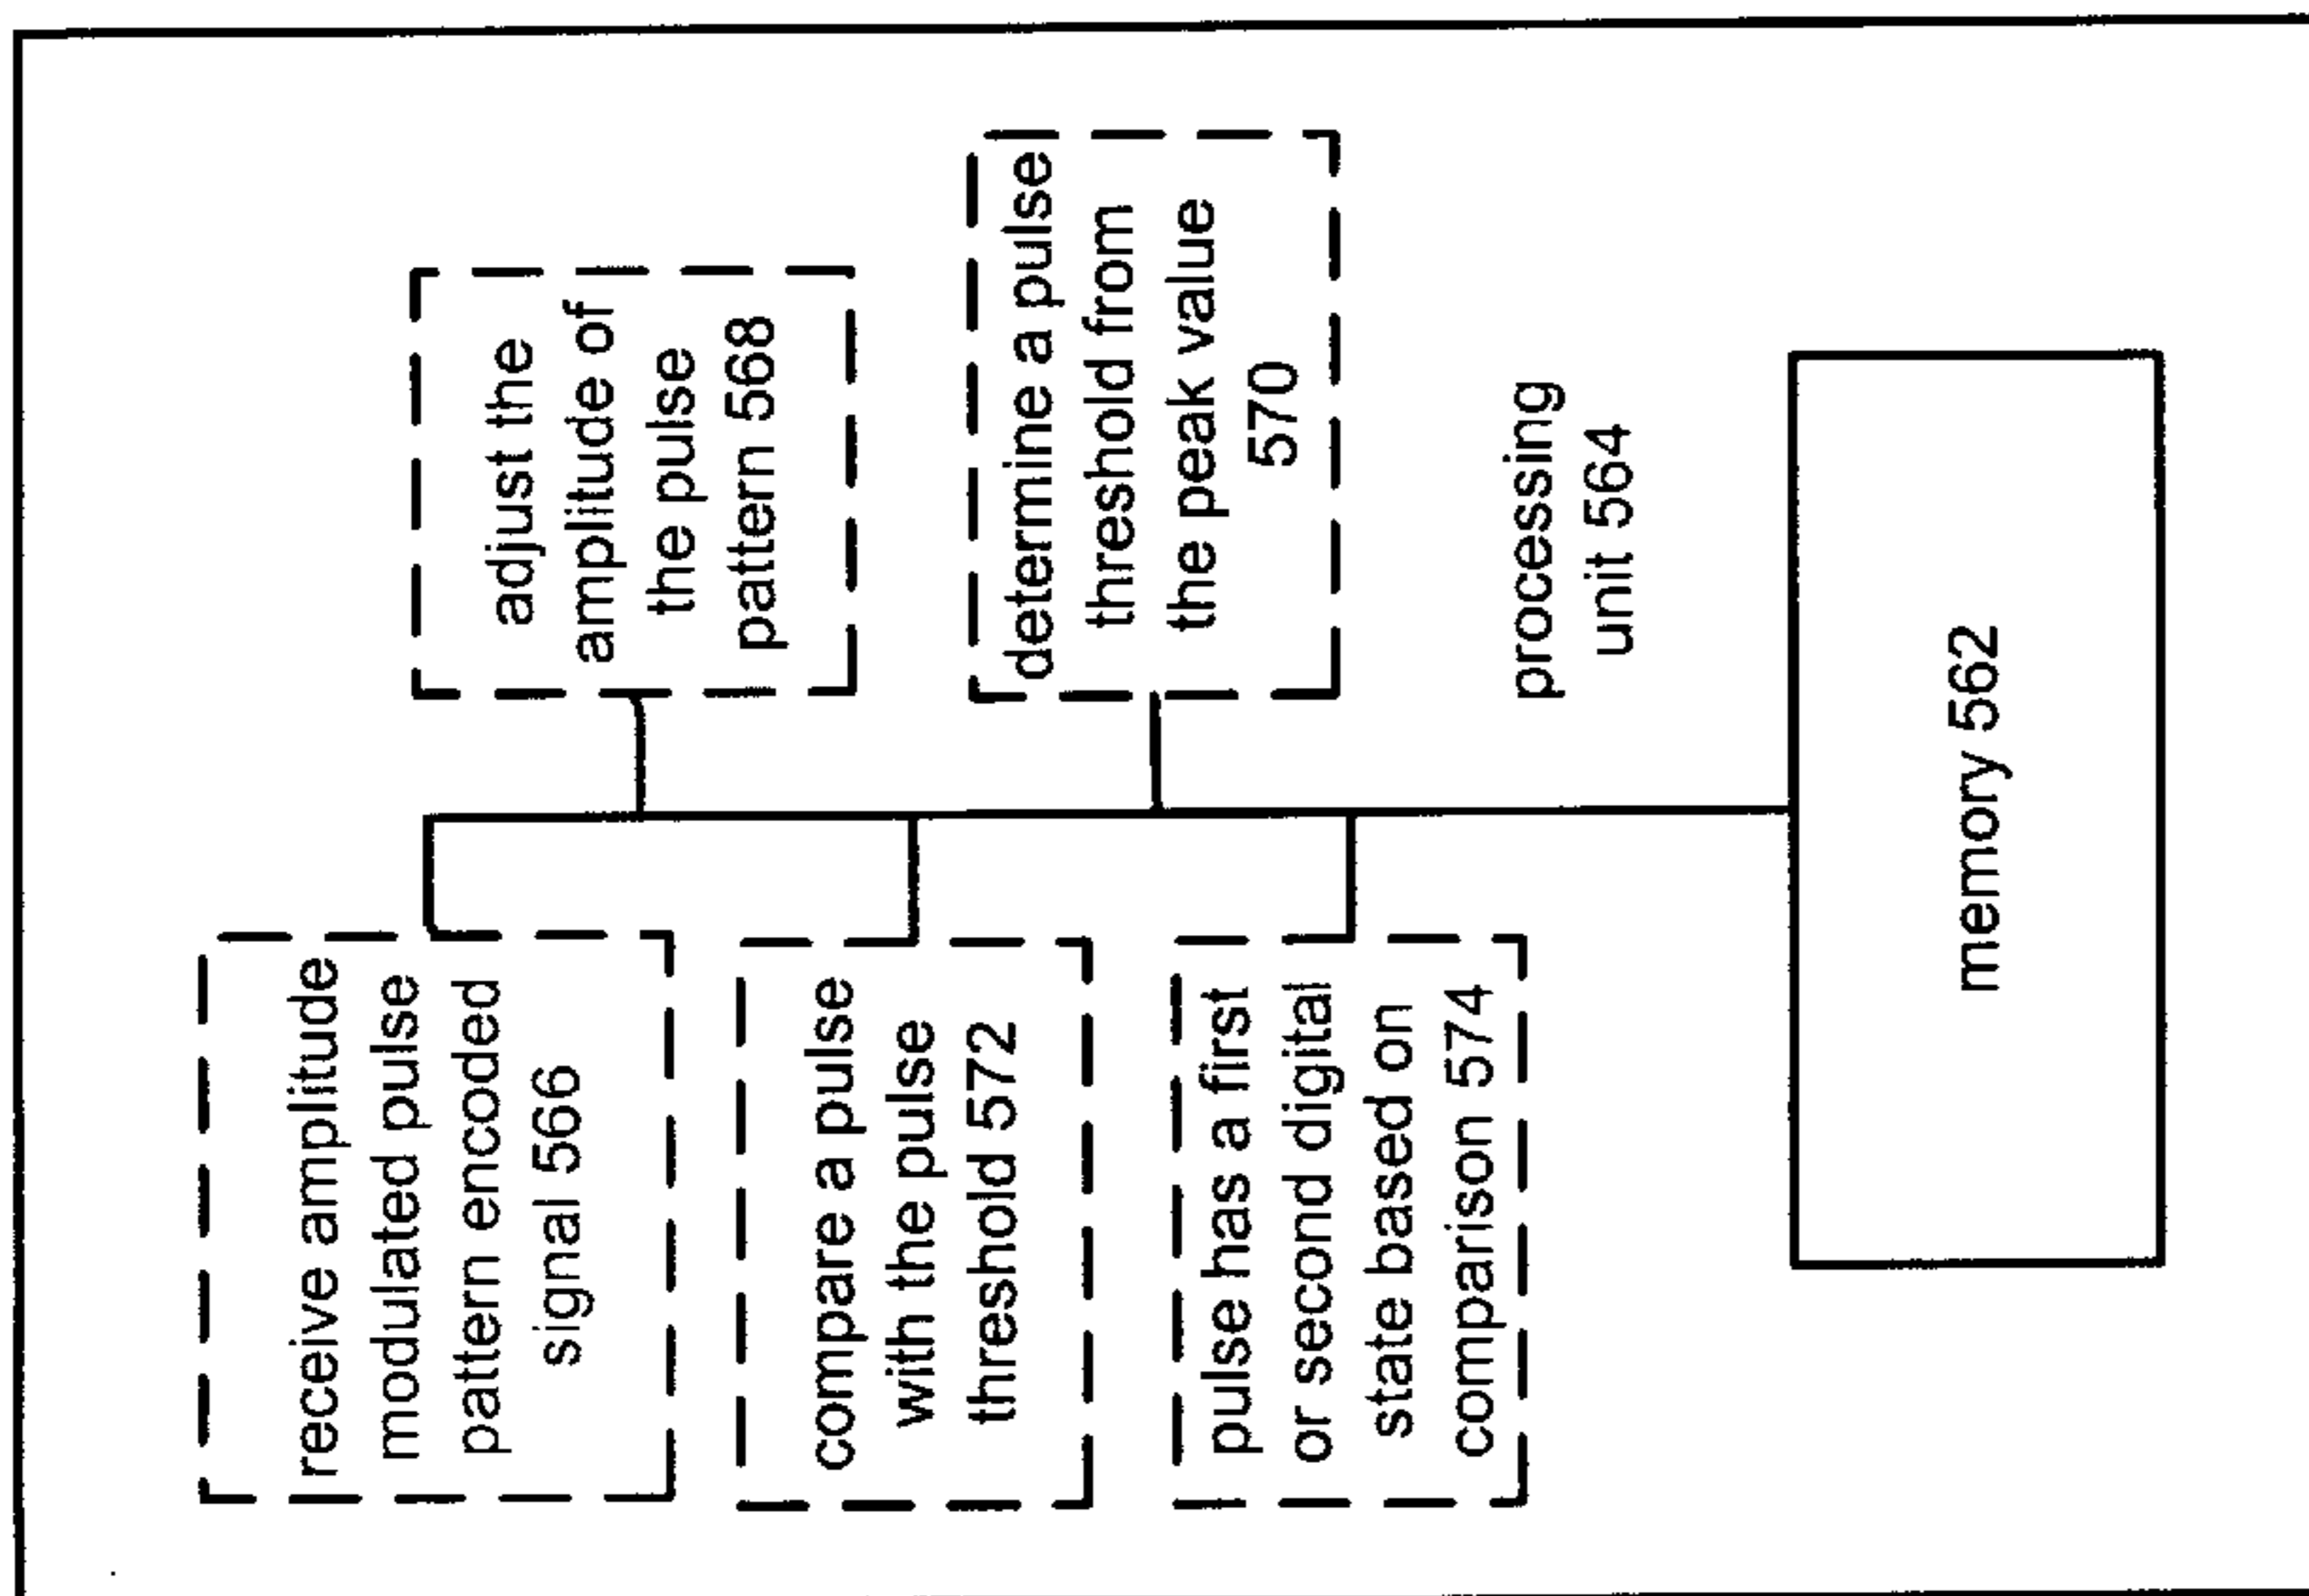 receive amplitude
modulated pulse
pattern encoded
signal 566
adjust the
amplitude of
the pulse
pattern 568
compare a pulse
with the pulse
threshold 572
determine a pulse
threshold from
the peak value
570
pulse has a first
or second digital
state based on
comparison 574
processing
unit 564
memory 562